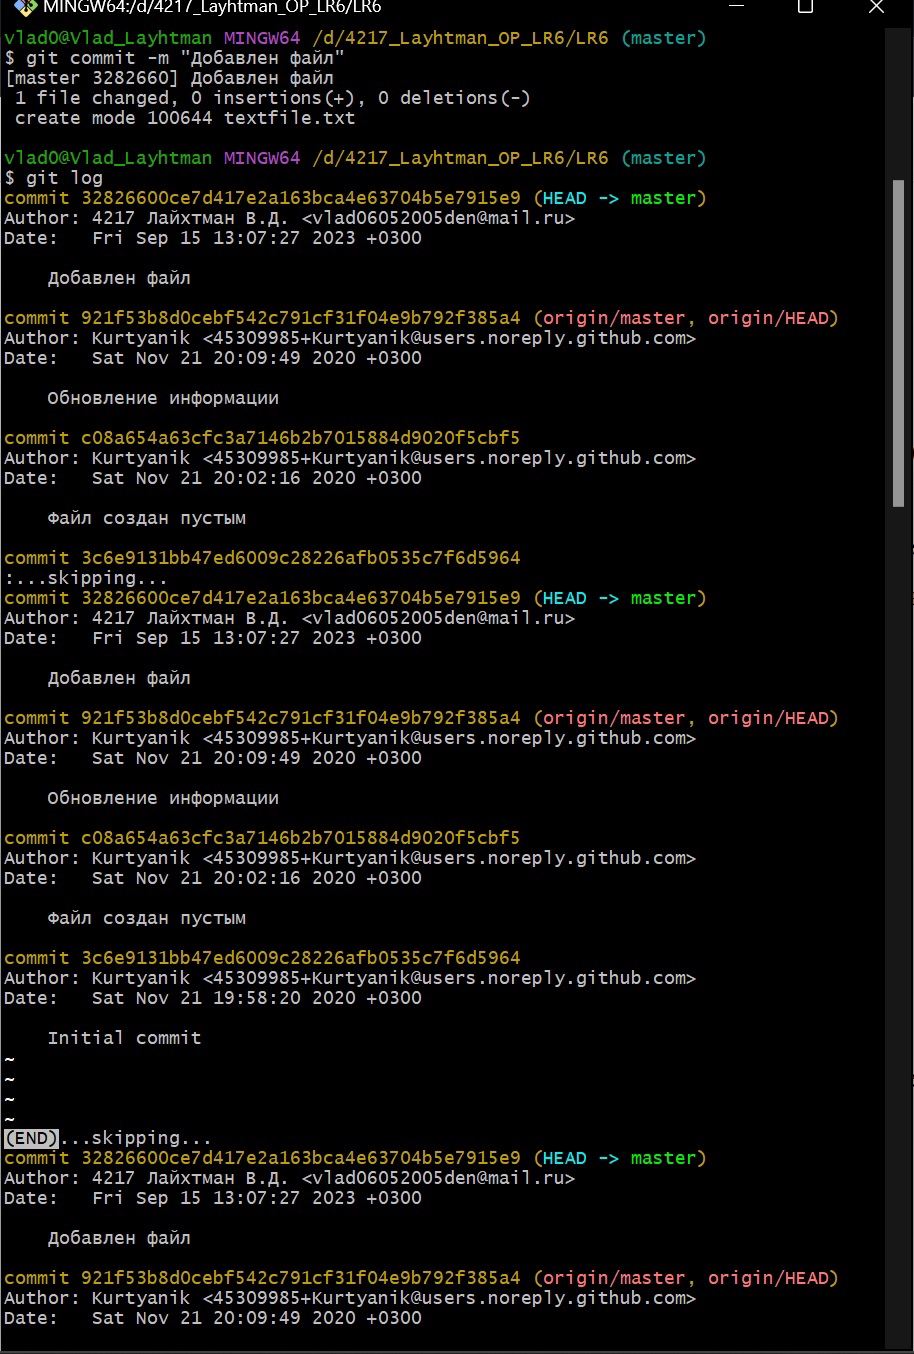 MINGW64:/d/4217_Layhtman_OP_LR6/LR6
vlad0@Vlad_Layhtman MINGW64 /d/4217_Layhtman_OP_LR6/LR6 (master)
$ git commit -m "Добавлен файл"
[master 3282660] Добавлен файл
 1 file changed, 0 insertions(+), 0 deletions(-)
 create mode 100644 textfile.txt
vlad0@Vlad_Layhtman MINGW64 /d/4217_Layhtman_OP_LR6/LR6 (master)
$ git log
commit 32826600ce7d417e2a163bca4e63704b5e7915e9 (HEAD -> master)
Author: 4217 Лайхтман В.Д. <vlad06052005den@mail.ru>
Date:   Fri Sep 15 13:07:27 2023 +0300
    Добавлен файл
commit 921f53b8d0cebf542c791cf31f04e9b792f385a4 (origin/master, origin/HEAD)
Author: Kurtyanik <45309985+Kurtyanik@users.noreply.github.com>
Date:   Sat Nov 21 20:09:49 2020 +0300
    Обновление информации
commit c08a654a63cfc3a7146b2b7015884d9020f5cbf5
Author: Kurtyanik <45309985+Kurtyanik@users.noreply.github.com>
Date:   Sat Nov 21 20:02:16 2020 +0300
    Файл создан пустым
commit 3c6e9131bb47ed6009c28226afb0535c7f6d5964
:...skipping...
commit 32826600ce7d417e2a163bca4e63704b5e7915e9 (HEAD -> master)
Author: 4217 Лайхтман В.Д. <vlad06052005den@mail.ru>
Date:   Fri Sep 15 13:07:27 2023 +0300
    Добавлен файл
commit 921f53b8d0cebf542c791cf31f04e9b792f385a4 (origin/master, origin/HEAD)
Author: Kurtyanik <45309985+Kurtyanik@users.noreply.github.com>
Date:   Sat Nov 21 20:09:49 2020 +0300
    Обновление информации
commit c08a654a63cfc3a7146b2b7015884d9020f5cbf5
Author: Kurtyanik <45309985+Kurtyanik@users.noreply.github.com>
Date:   Sat Nov 21 20:02:16 2020 +0300
    Файл создан пустым
commit 3c6e9131bb47ed6009c28226afb0535c7f6d5964
Author: Kurtyanik <45309985+Kurtyanik@users.noreply.github.com>
Date:   Sat Nov 21 19:58:20 2020 +0300
    Initial commit
~
~
~
~
(END)...skipping...
commit 32826600ce7d417e2a163bca4e63704b5e7915e9 (HEAD -> master)
Author: 4217 Лайхтман В.Д. <vlad06052005den@mail.ru>
Date:   Fri Sep 15 13:07:27 2023 +0300
    Добавлен файл
commit 921f53b8d0cebf542c791cf31f04e9b792f385a4 (origin/master, origin/HEAD)
Author: Kurtyanik <45309985+Kurtyanik@users.noreply.github.com>
Date:   Sat Nov 21 20:09:49 2020 +0300